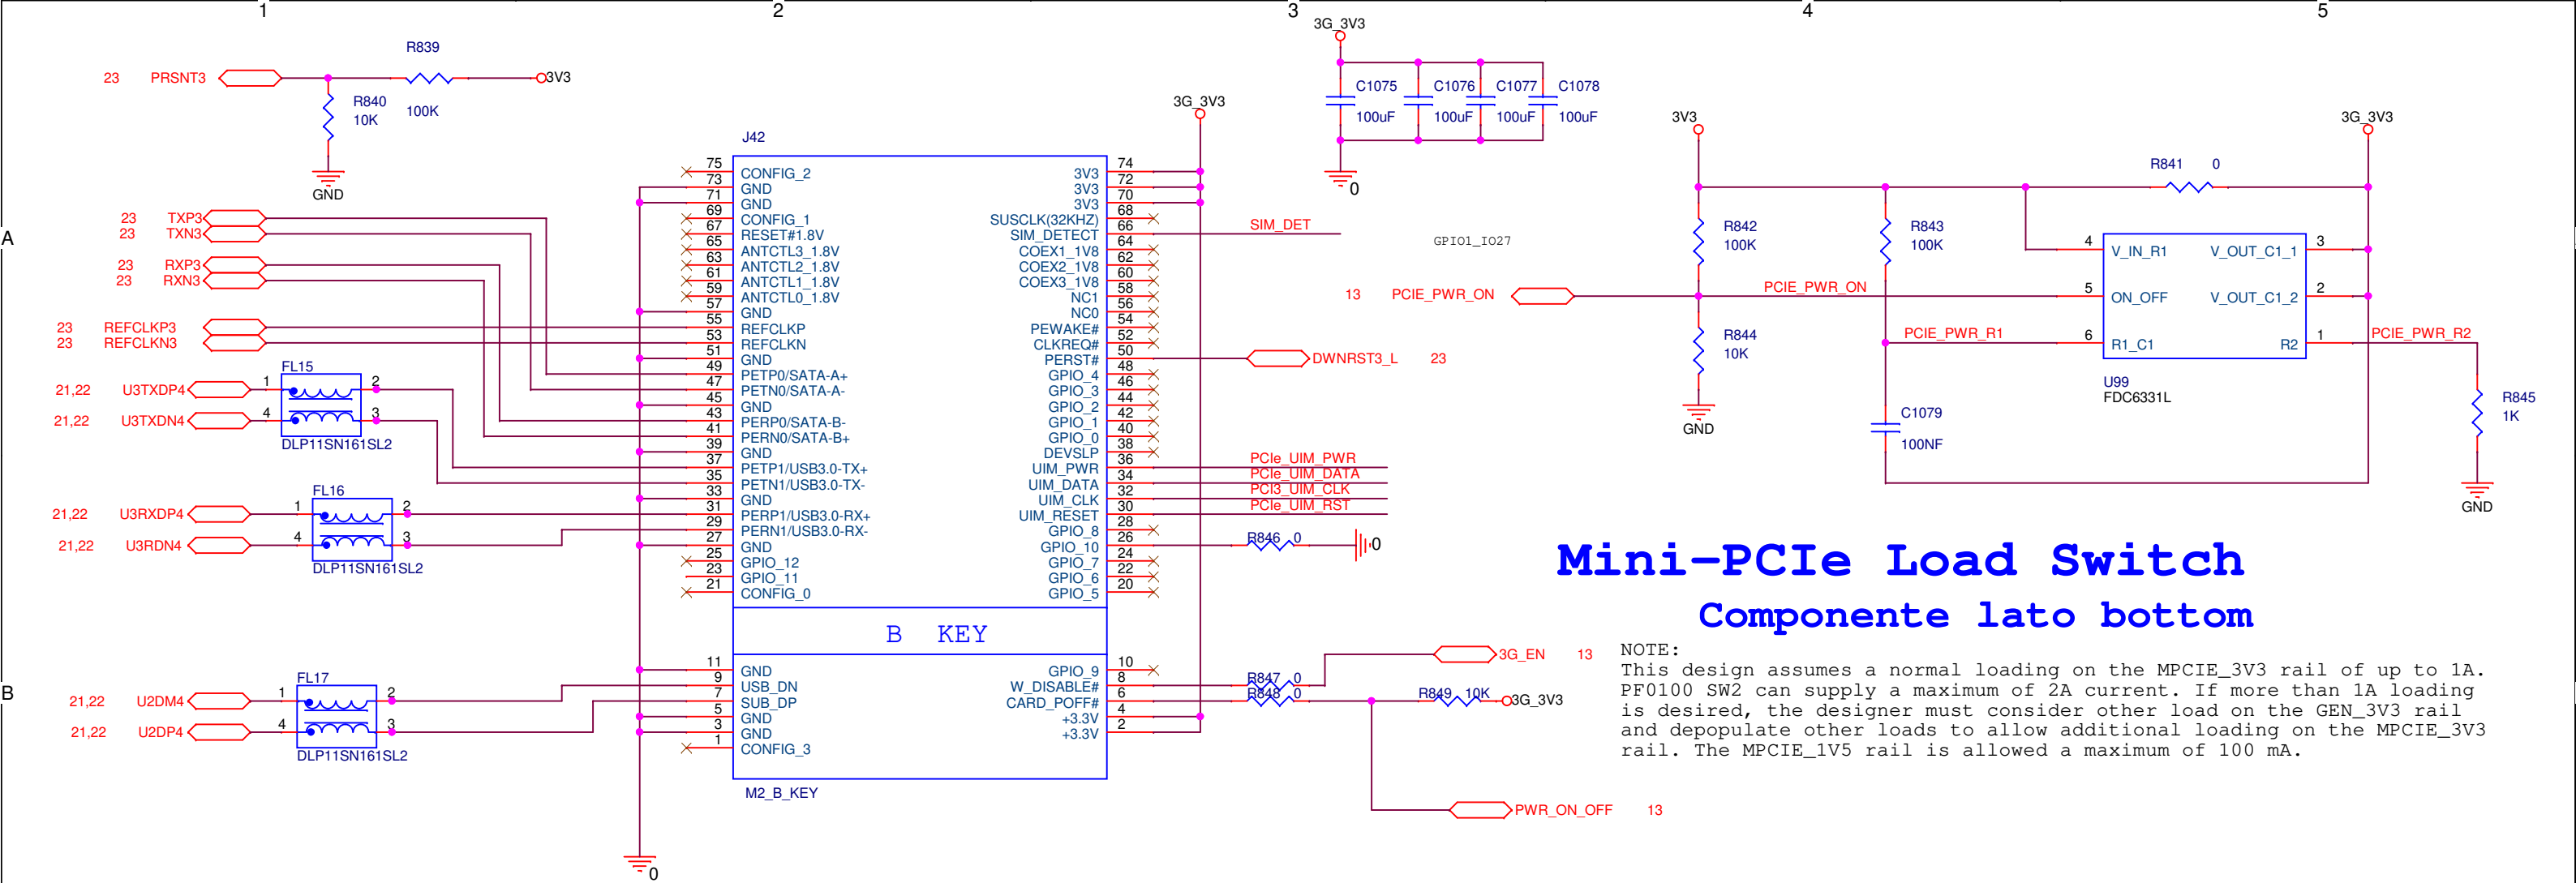 1 2 3 4 5
A
B
R839
23 PRSNT3
3V3
R840
10K
100K
GND
23 TXP3
23 TXN3
23 RXP3
23 RXN3
23 REFCLKP3
23 REFCLKN3
FL15
21,22 U3TXDP4 1 2
21,22 U3TXDN4 4 3
DLP11SN161SL2
FL16
21,22 U3RXDP4 1 2
21,22 U3RDN4 4 3
DLP11SN161SL2
FL17
21,22 U2DM4 1 2
21,22 U2DP4 4 3
DLP11SN161SL2
0
J42
75 CONFIG_2
73 GND
71 GND
69 CONFIG_1
67 RESET#1.8V
65 ANTCTL3_1.8V
63 ANTCTL2_1.8V
61 ANTCTL1_1.8V
59 ANTCTL0_1.8V
57 GND
55 REFCLKP
53 REFCLKN
51 GND
49 PETP0/SATA-A+
47 PETN0/SATA-A-
45 GND
43 PERP0/SATA-B-
41 PERN0/SATA-B+
39 GND
37 PETP1/USB3.0-TX+
35 PETN1/USB3.0-TX-
33 GND
31 PERP1/USB3.0-RX+
29 PERN1/USB3.0-RX-
27 GND
25 GPIO_12
23 GPIO_11
21 CONFIG_0
3V3 74
3V3 72
3V3 70
SUSCLK(32KHZ) 68
SIM_DETECT 66
COEX1_1V8 64
COEX2_1V8 62
COEX3_1V8 60
NC1 58
NC0 56
PEWAKE# 54
CLKREQ# 52
PERST# 50
GPIO_4 48
GPIO_3 46
GPIO_2 44
GPIO_1 42
GPIO_0 40
DEVSLP 38
UIM_PWR 36
UIM_DATA 34
UIM_CLK 32
UIM_RESET 30
GPIO_8 28
GPIO_10 26
GPIO_7 24
GPIO_6 22
GPIO_5 20
B KEY
11 GND
9 USB_DN
7 SUB_DP
5 GND
3 GND
1 CONFIG_3
GPIO_9 10
W_DISABLE# 8
CARD_POFF# 6
+3.3V 4
+3.3V 2
M2_B_KEY
3G_3V3
3G_3V3
C1075 C1076 C1077 C1078
100uF 100uF 100uF 100uF
0
SIM_DET
GPIO1_IO27
DWNRST3_L 23
PCIe_UIM_PWR
PCIe_UIM_DATA
PCI3_UIM_CLK
PCIe_UIM_RST
R846 0
0
3G_EN 13
R847 0
R848 0
R849 10K
3G_3V3
PWR_ON_OFF 13
3V3
3G_3V3
R841 0
R842
100K
R843
100K
13 PCIE_PWR_ON
PCIE_PWR_ON
PCIE_PWR_R1
PCIE_PWR_R2
R844
10K
GND
4 V_IN_R1 V_OUT_C1_1 3
5 ON_OFF V_OUT_C1_2 2
6 R1_C1 R2 1
U99
FDC6331L
C1079
100NF
R845
1K
GND
Mini-PCIe Load Switch
Componente lato bottom
NOTE:
This design assumes a normal loading on the MPCIE_3V3 rail of up to 1A.
PF0100 SW2 can supply a maximum of 2A current. If more than 1A loading
is desired, the designer must consider other load on the GEN_3V3 rail
and depopulate other loads to allow additional loading on the MPCIE_3V3
rail. The MPCIE_1V5 rail is allowed a maximum of 100 mA.